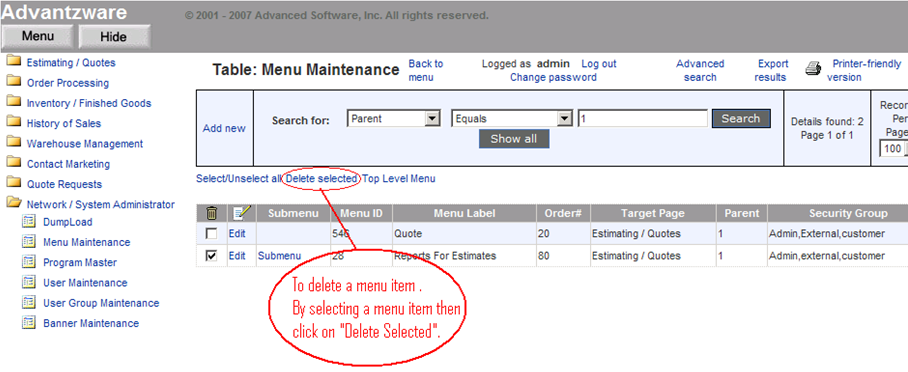 Advantzware
© 2001 - 2007 Advanced Software, Inc. All rights reserved.
Menu Hide
Estimating / Quotes
Order Processing
Inventory / Finished Goods
History of Sales
Warehouse Management
Contact Marketing
Quote Requests
Network / System Administrator
DumpLoad
Menu Maintenance
Program Master
User Maintenance
User Group Maintenance
Banner Maintenance
Table: Menu Maintenance
Back to
menu
Logged as admin Log out
Change password
Advanced
search
Export
results
Printer-friendly
version
Add new
Search for: Parent Equals 1 Search
Show all
Details found: 2
Page 1 of 1
Recor
Per
Page
100
Select/Unselect all Delete selected Top Level Menu
Submenu Menu ID Menu Label Order# Target Page Parent Security Group
Edit 546 Quote 20 Estimating / Quotes 1 Admin,External,customer
Edit Submenu 28 Reports For Estimates 80 Estimating / Quotes 1 Admin,external,customer
To delete a menu item .
By selecting a menu item then
click on "Delete Selected".